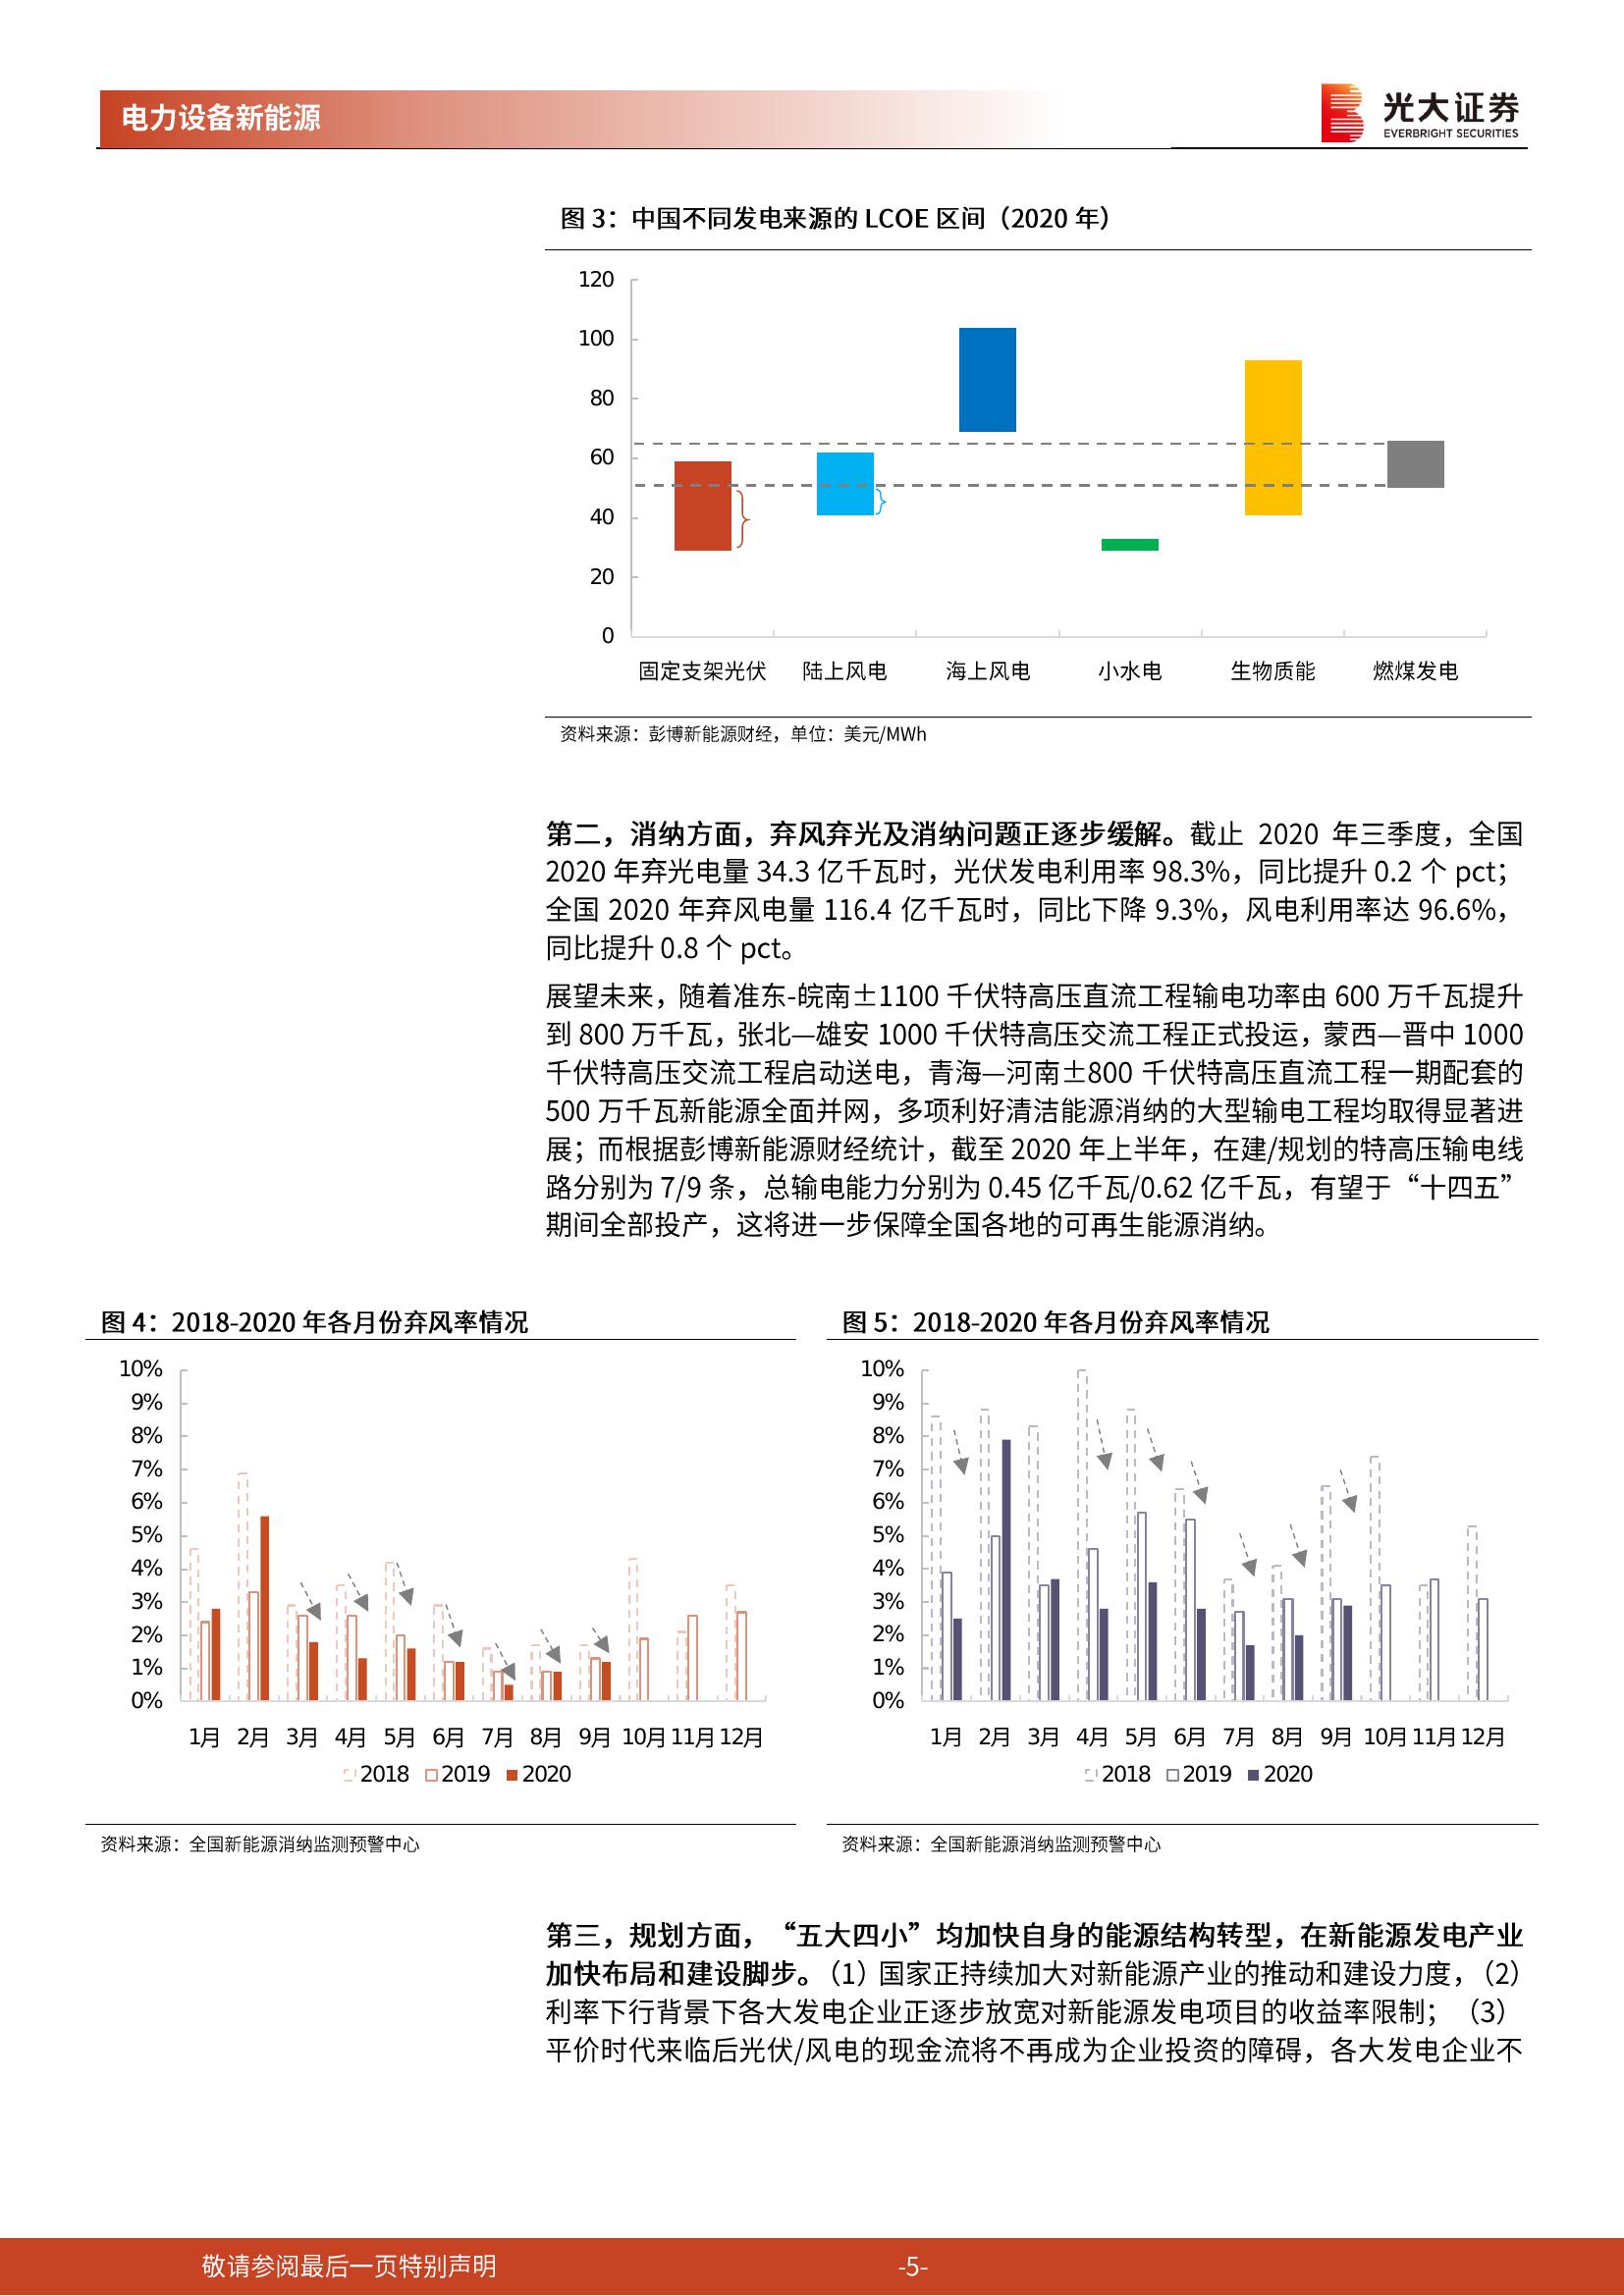 电力设备新能源
光大证券
EVERBRIGHT SECURITIES
图 3：中国不同发电来源的 LCOE 区间（2020 年）
120
100
80
60
40
20
0
固定支架光伏 陆上风电 海上风电 小水电 生物质能 燃煤发电
资料来源：彭博新能源财经，单位：美元/MWh
第二，消纳方面，弃风弃光及消纳问题正逐步缓解。截止 2020 年三季度，全国
2020 年弃光电量 34.3 亿千瓦时，光伏发电利用率 98.3%，同比提升 0.2 个 pct；
全国 2020 年弃风电量 116.4 亿千瓦时，同比下降 9.3%，风电利用率达 96.6%，
同比提升 0.8 个 pct。
展望未来，随着准东-皖南±1100 千伏特高压直流工程输电功率由 600 万千瓦提升
到 800 万千瓦，张北—雄安 1000 千伏特高压交流工程正式投运，蒙西—晋中 1000
千伏特高压交流工程启动送电，青海—河南±800 千伏特高压直流工程一期配套的
500 万千瓦新能源全面并网，多项利好清洁能源消纳的大型输电工程均取得显著进
展；而根据彭博新能源财经统计，截至 2020 年上半年，在建/规划的特高压输电线
路分别为 7/9 条，总输电能力分别为 0.45 亿千瓦/0.62 亿千瓦，有望于“十四五”
期间全部投产，这将进一步保障全国各地的可再生能源消纳。
图 4：2018-2020 年各月份弃风率情况
10%
9%
8%
7%
6%
5%
4%
3%
2%
1%
0%
1月 2月 3月 4月 5月 6月 7月 8月 9月 10月 11月 12月
2018 2019 2020
资料来源：全国新能源消纳监测预警中心
图 5：2018-2020 年各月份弃风率情况
10%
9%
8%
7%
6%
5%
4%
3%
2%
1%
0%
1月 2月 3月 4月 5月 6月 7月 8月 9月 10月 11月 12月
2018 2019 2020
资料来源：全国新能源消纳监测预警中心
第三，规划方面，“五大四小”均加快自身的能源结构转型，在新能源发电产业
加快布局和建设脚步。（1）国家正持续加大对新能源产业的推动和建设力度，（2）
利率下行背景下各大发电企业正逐步放宽对新能源发电项目的收益率限制；（3）
平价时代来临后光伏/风电的现金流将不再成为企业投资的障碍，各大发电企业不
敬请参阅最后一页特别声明
-5-